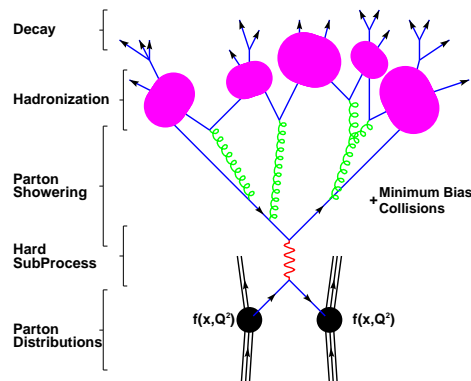 Decay
Hadronization
Parton
Showering
+Minimum Bias
Collisions
Hard
SubProcess
Parton
Distributions
f(x,Q²)
f(x,Q²)